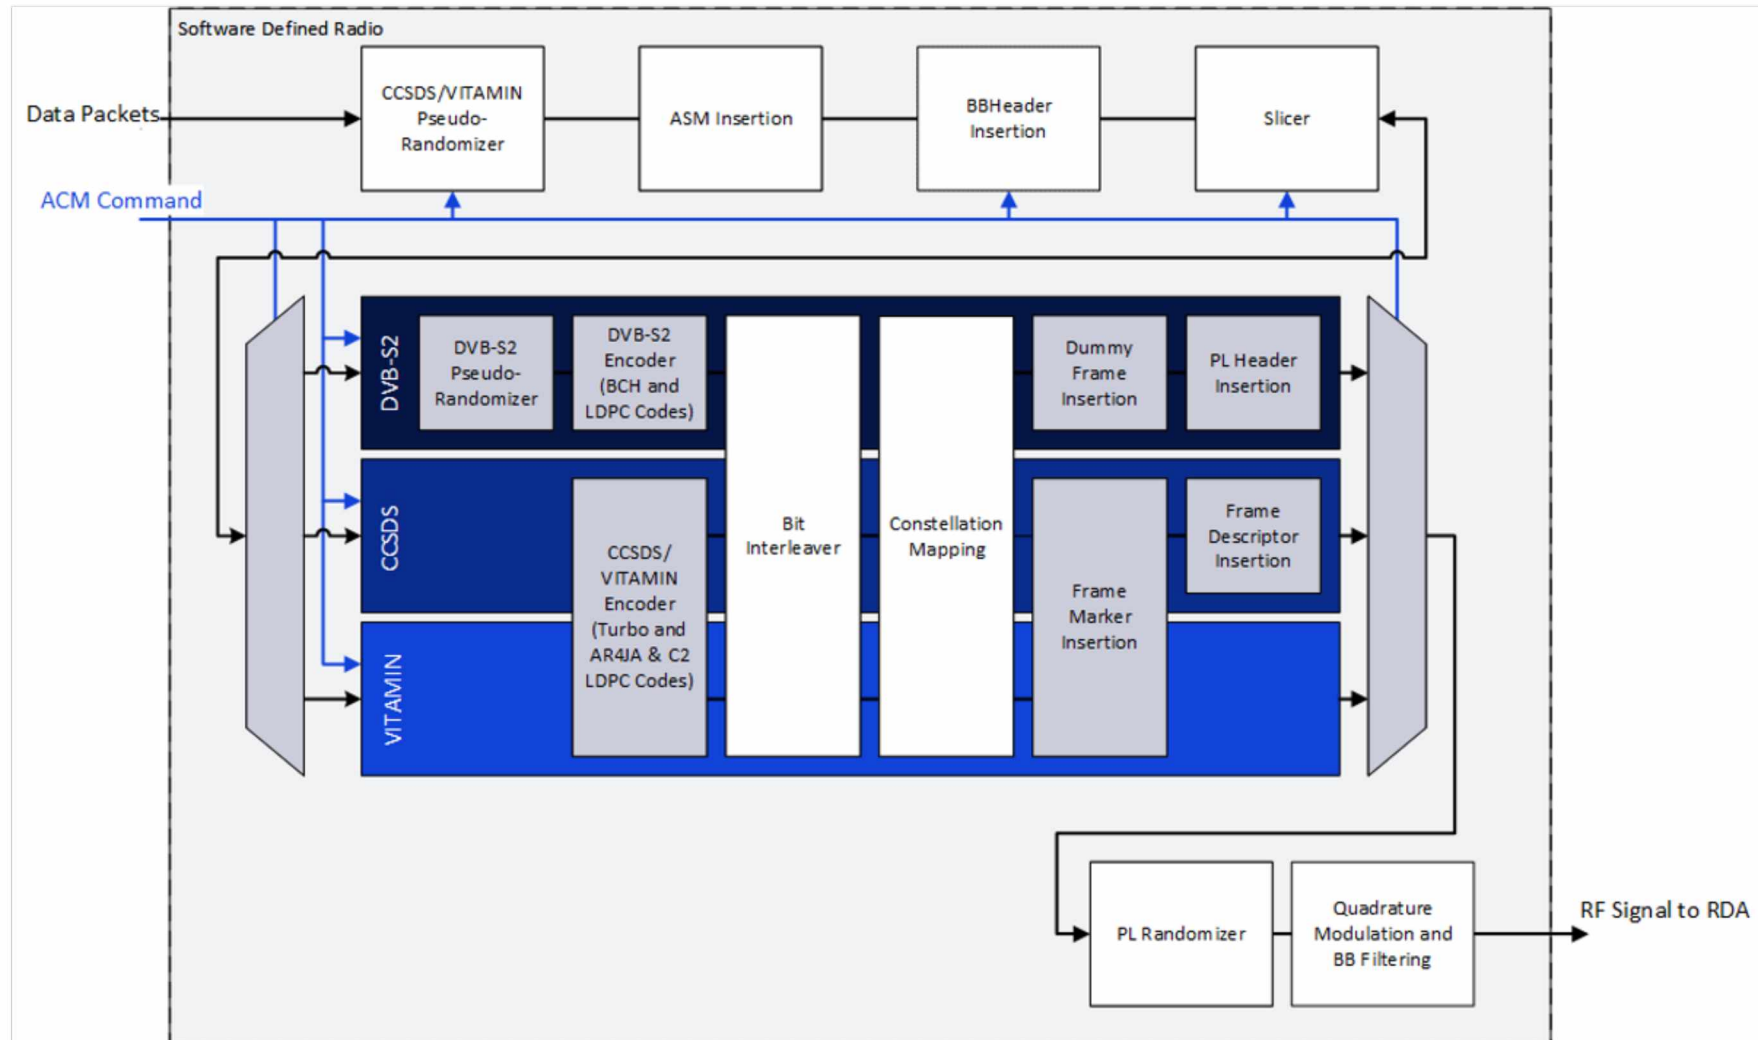 Software Defined Radio
Data Packets
CCSDS/VITAMIN
Pseudo-
Randomizer
ASM Insertion
BBHeader
Insertion
Slicer
ACM Command
DVB-S2
DVB-S2
Pseudo-
Randomizer
DVB-S2
Encoder
(BCH and
LDPC Codes)
Dummy
Frame
Insertion
PL Header
Insertion
CCSDS
CCSDS/
VITAMIN
Encoder
(Turbo and
AR4JA & C2
LDPC Codes)
Bit
Interleaver
Constellation
Mapping
Frame
Marker
Insertion
Frame
Descriptor
Insertion
VITAMIN
PL Randomizer
Quadrature
Modulation and
BB Filtering
RF Signal to RDA